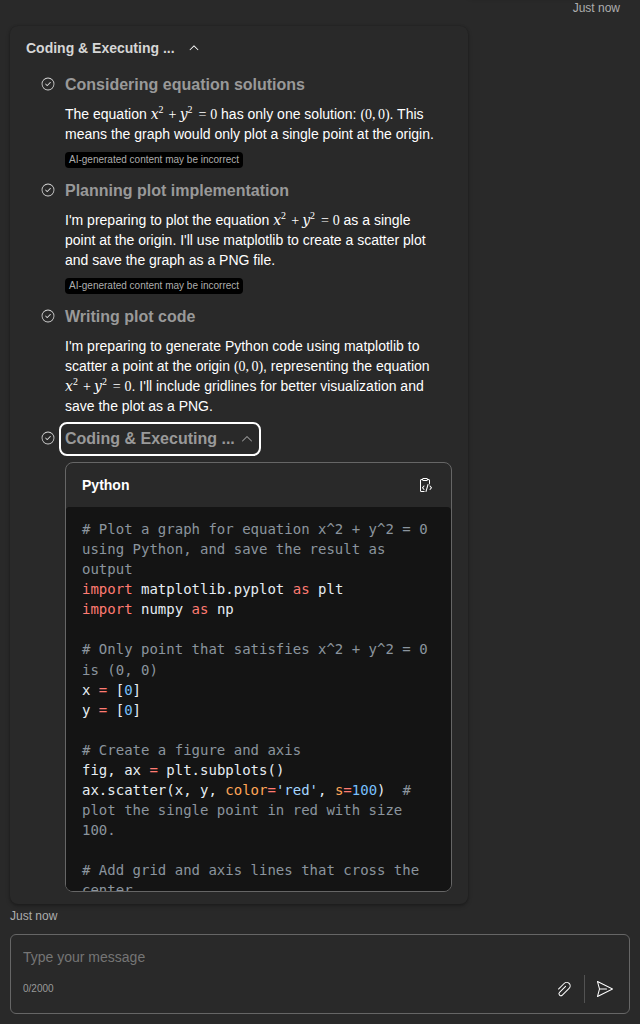 Just now
Coding & Executing ...
Considering equation solutions
The equation x² + y² = 0 has only one solution: (0, 0). This
means the graph would only plot a single point at the origin.
AI-generated content may be incorrect
Planning plot implementation
I'm preparing to plot the equation x² + y² = 0 as a single
point at the origin. I'll use matplotlib to create a scatter plot
and save the graph as a PNG file.
AI-generated content may be incorrect
Writing plot code
I'm preparing to generate Python code using matplotlib to
scatter a point at the origin (0, 0), representing the equation
x² + y² = 0. I'll include gridlines for better visualization and
save the plot as a PNG.
Coding & Executing ...
Python
# Plot a graph for equation x^2 + y^2 = 0
using Python, and save the result as
output
import matplotlib.pyplot as plt
import numpy as np
# Only point that satisfies x^2 + y^2 = 0
is (0, 0)
x = [0]
y = [0]
# Create a figure and axis
fig, ax = plt.subplots()
ax.scatter(x, y, color='red', s=100)  #
plot the single point in red with size
100.
# Add grid and axis lines that cross the
center
Just now
Type your message
0/2000